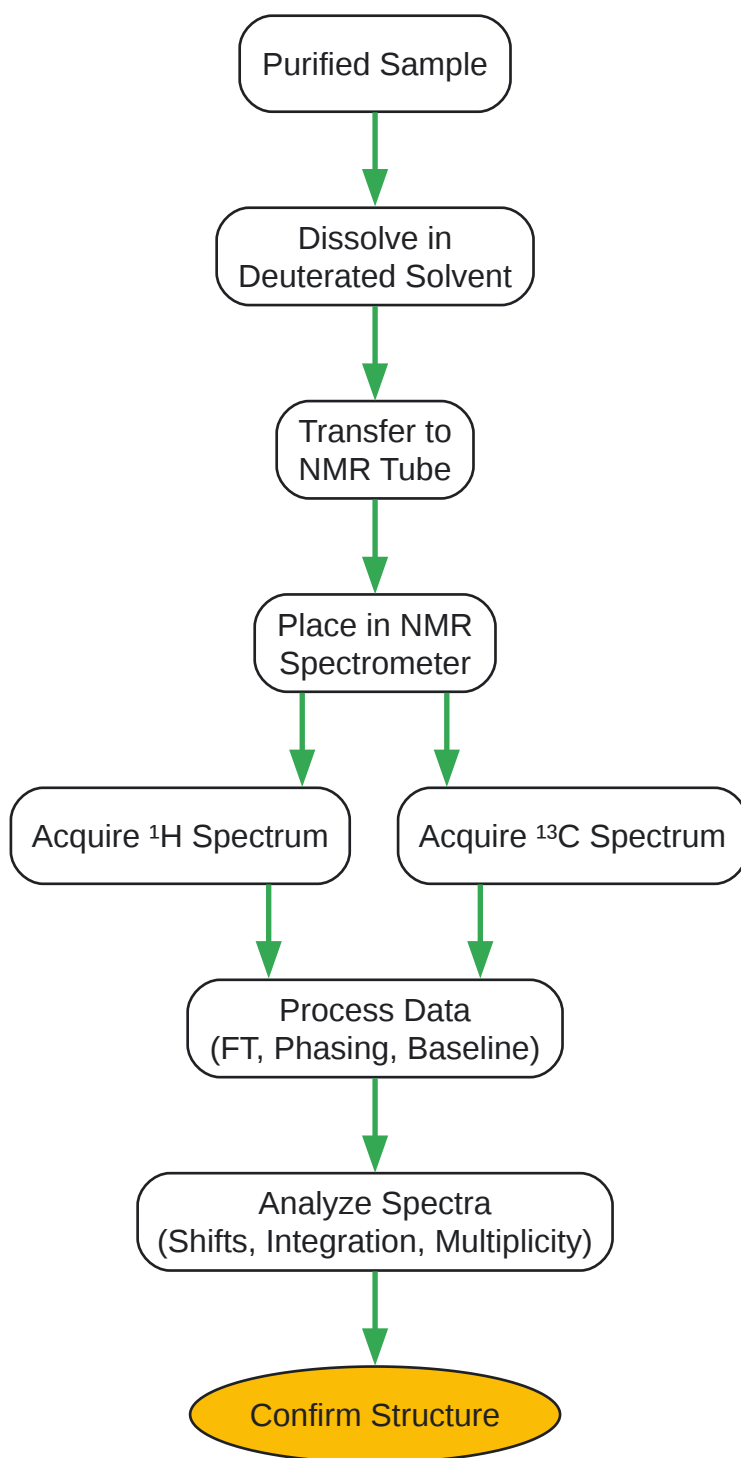 Purified Sample
Dissolve in
Deuterated Solvent
Transfer to
NMR Tube
Place in NMR
Spectrometer
Acquire ¹H Spectrum
Acquire ¹³C Spectrum
Process Data
(FT, Phasing, Baseline)
Analyze Spectra
(Shifts, Integration, Multiplicity)
Confirm Structure